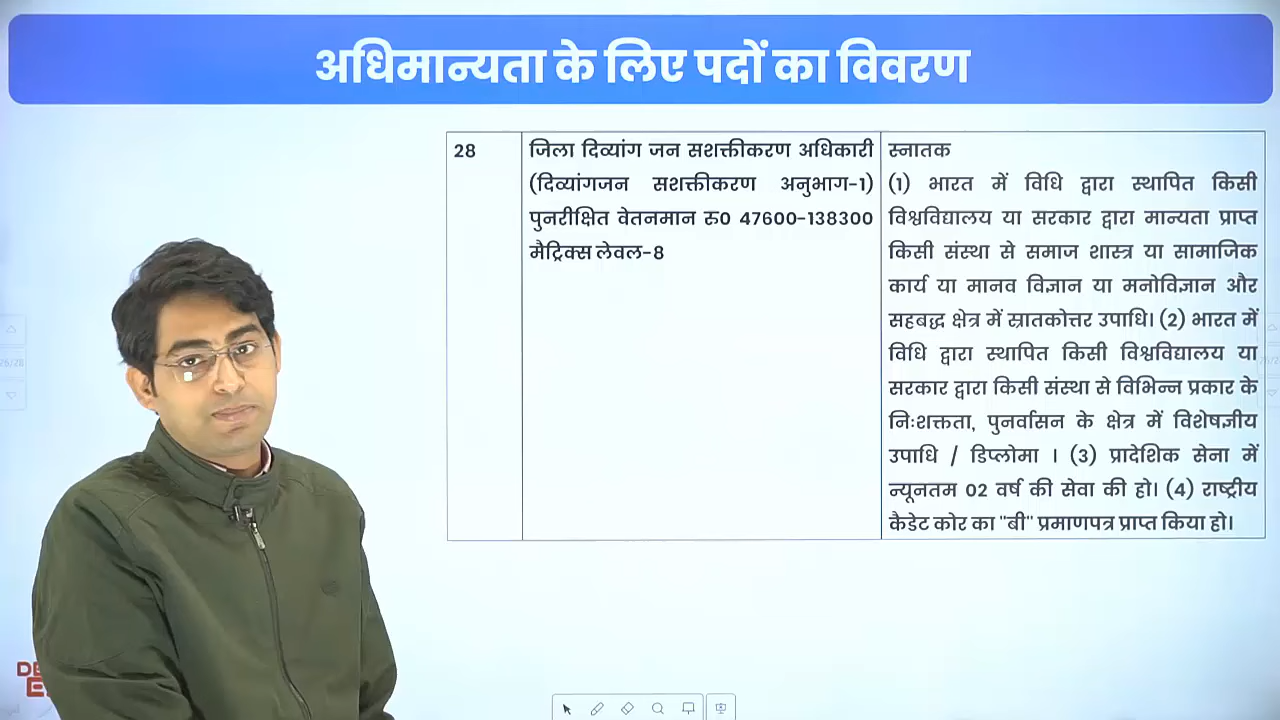 अधिमान्यता के लिए पदों का विवरण
28
जिला दिव्यांग जन सशक्तीकरण अधिकारी
(दिव्यांगजन सशक्तीकरण अनुभाग-1)
पुनरीक्षित वेतनमान रु0 47600-138300
मैट्रिक्स लेवल-8
स्नातक
(1) भारत में विधि द्वारा स्थापित किसी
विश्वविद्यालय या सरकार द्वारा मान्यता प्राप्त
किसी संस्था से समाज शास्त्र या सामाजिक
कार्य या मानव विज्ञान या मनोविज्ञान और
सहबद्ध क्षेत्र में स्रातकोत्तर उपाधि। (2) भारत में
विधि द्वारा स्थापित किसी विश्वविद्यालय या
सरकार द्वारा किसी संस्था से विभिन्न प्रकार के
निःशक्तता, पुनर्वासन के क्षेत्र में विशेषज्ञीय
उपाधि / डिप्लोमा । (3) प्रादेशिक सेना में
न्यूनतम 02 वर्ष की सेवा की हो। (4) राष्ट्रीय
कैडेट कोर का "बी" प्रमाणपत्र प्राप्त किया हो।
26/28